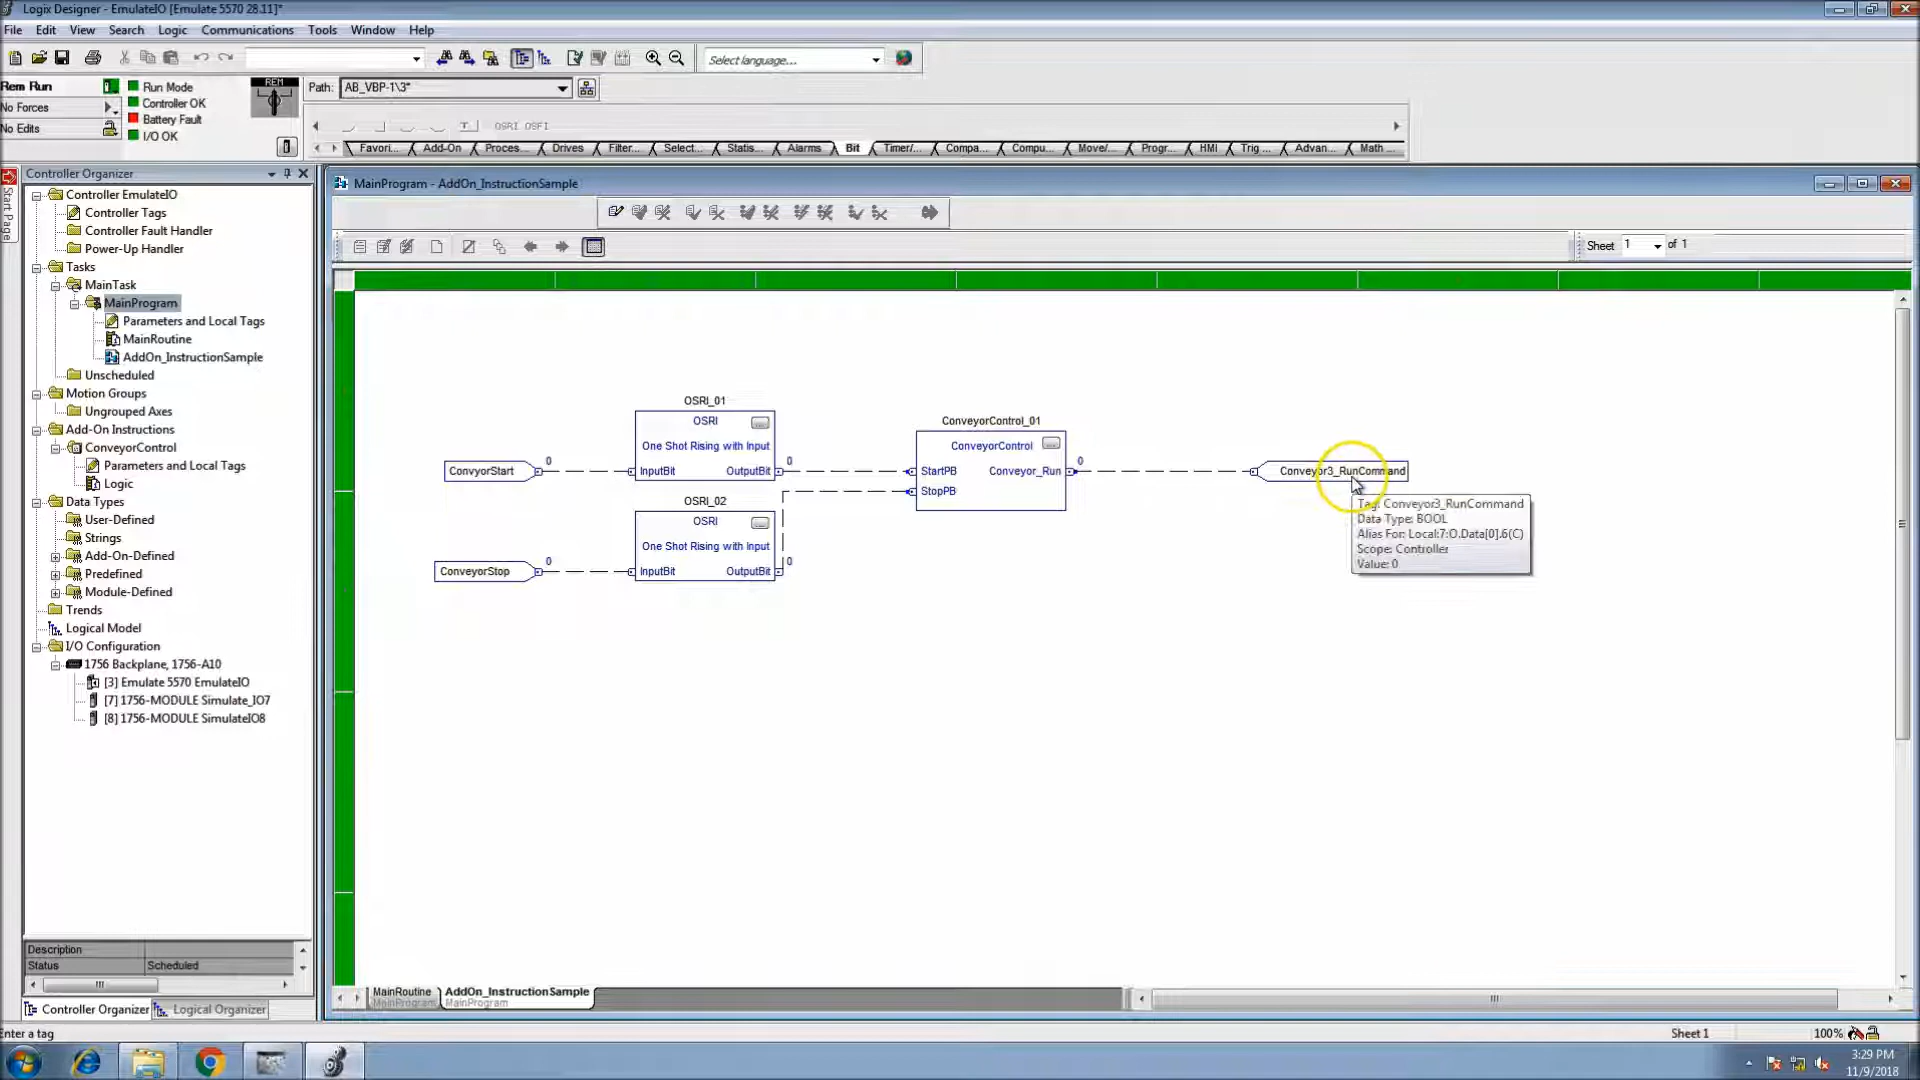 Logix Designer - EmulateIO [Emulate 5570 28.11]*
File Edit View Search Logic Communications Tools Window Help
Select language...
Rem Run
No Forces
No Edits
Run Mode
Controller OK
Battery Fault
I/O OK
REM
Path: AB_VBP-1\3*
OSRI OSFI
Favori... Add-On Proces... Drives Filter... Select... Statis... Alarms Bit Timer/... Compa... Compu... Move/... Progr... HMI Trig ... Advan... Math ...
Start Page
Controller Organizer
Controller EmulateIO
Controller Tags
Controller Fault Handler
Power-Up Handler
Tasks
MainTask
MainProgram
Parameters and Local Tags
MainRoutine
AddOn_InstructionSample
Unscheduled
Motion Groups
Ungrouped Axes
Add-On Instructions
ConveyorControl
Parameters and Local Tags
Logic
Data Types
User-Defined
Strings
Add-On-Defined
Predefined
Module-Defined
Trends
Logical Model
I/O Configuration
1756 Backplane, 1756-A10
[3] Emulate 5570 EmulateIO
[7] 1756-MODULE Simulate_IO7
[8] 1756-MODULE SimulateIO8
Description
Status Scheduled
Controller Organizer Logical Organizer
MainProgram - AddOn_InstructionSample
Sheet 1 of 1
OSRI_01
OSRI
One Shot Rising with Input
InputBit OutputBit
ConvyorStart
0
0
OSRI_02
OSRI
One Shot Rising with Input
InputBit OutputBit
ConveyorStop
0
0
ConveyorControl_01
ConveyorControl
StartPB Conveyor_Run
StopPB
0
Conveyor3_RunCommand
Tag: Conveyor3_RunCommand
Data Type: BOOL
Alias For: Local:7:O.Data[0].6(C)
Scope: Controller
Value: 0
MainRoutine
MainProgram
AddOn_InstructionSample
MainProgram
Enter a tag
Sheet 1
100%
3:29 PM
11/9/2018